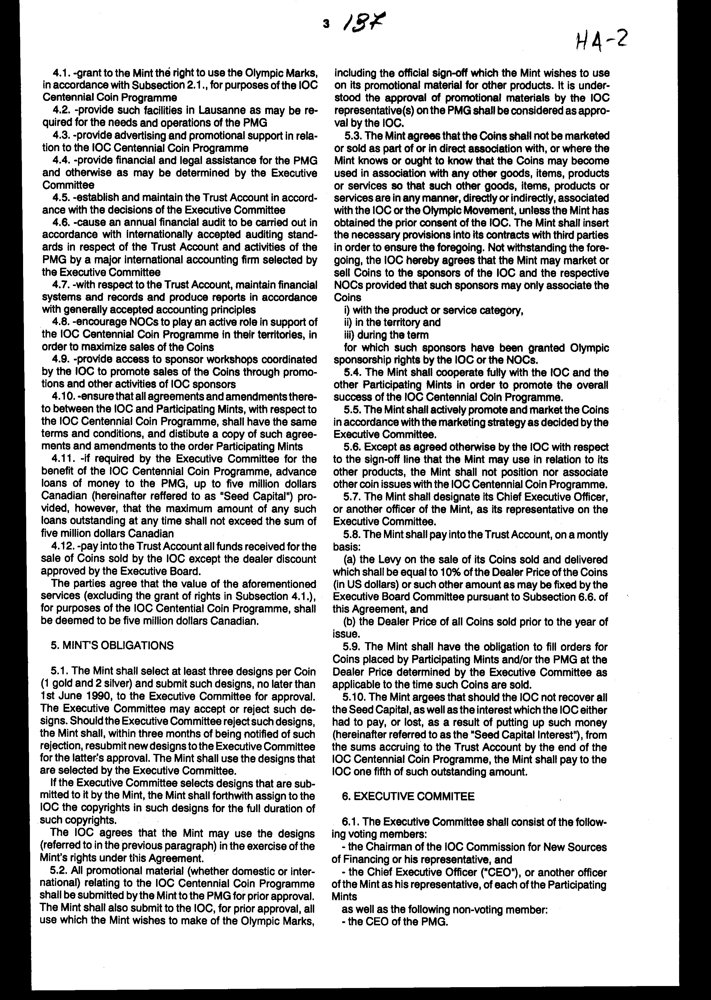 3 187
HA-2
4.1. -grant to the Mint the right to use the Olympic Marks,
in accordance with Subsection 2.1., for purposes of the IOC
Centennial Coin Programme
4.2. -provide such facilities in Lausanne as may be re-
quired for the needs and operations of the PMG
4.3. -provide advertising and promotional support in rela-
tion to the IOC Centennial Coin Programme
4.4. -provide financial and legal assistance for the PMG
and otherwise as may be determined by the Executive
Committee
4.5. -establish and maintain the Trust Account in accord-
ance with the decisions of the Executive Committee
4.6. -cause an annual financial audit to be carried out in
accordance with internationally accepted auditing stand-
ards in respect of the Trust Account and activities of the
PMG by a major international accounting firm selected by
the Executive Committee
4.7. -with respect to the Trust Account, maintain financial
systems and records and produce reports in accordance
with generally accepted accounting principles
4.8. -encourage NOCs to play an active role in support of
the IOC Centennial Coin Programme in their territories, in
order to maximize sales of the Coins
4.9. -provide access to sponsor workshops coordinated
by the IOC to promote sales of the Coins through promo-
tions and other activities of IOC sponsors
4.10. -ensure that all agreements and amendments there-
to between the IOC and Participating Mints, with respect to
the IOC Centennial Coin Programme, shall have the same
terms and conditions, and distibute a copy of such agree-
ments and amendments to the order Participating Mints
4.11. -if required by the Executive Committee for the
benefit of the IOC Centennial Coin Programme, advance
loans of money to the PMG, up to five million dollars
Canadian (hereinafter reffered to as "Seed Capital") pro-
vided, however, that the maximum amount of any such
loans outstanding at any time shall not exceed the sum of
five million dollars Canadian
4.12. -pay into the Trust Account all funds received for the
sale of Coins sold by the IOC except the dealer discount
approved by the Executive Board.
The parties agree that the value of the aforementioned
services (excluding the grant of rights in Subsection 4.1.),
for purposes of the IOC Centential Coin Programme, shall
be deemed to be five million dollars Canadian.
5. MINT'S OBLIGATIONS
5.1. The Mint shall select at least three designs per Coin
(1 gold and 2 silver) and submit such designs, no later than
1st June 1990, to the Executive Committee for approval.
The Executive Committee may accept or reject such de-
signs. Should the Executive Committee reject such designs,
the Mint shall, within three months of being notified of such
rejection, resubmit new designs to the Executive Committee
for the latter's approval. The Mint shall use the designs that
are selected by the Executive Committee.
If the Executive Committee selects designs that are sub-
mitted to it by the Mint, the Mint shall forthwith assign to the
IOC the copyrights in such designs for the full duration of
such copyrights.
The IOC agrees that the Mint may use the designs
(referred to in the previous paragraph) in the exercise of the
Mint's rights under this Agreement.
5.2. All promotional material (whether domestic or inter-
national) relating to the IOC Centennial Coin Programme
shall be submitted by the Mint to the PMG for prior approval.
The Mint shall also submit to the IOC, for prior approval, all
use which the Mint wishes to make of the Olympic Marks,
including the official sign-off which the Mint wishes to use
on its promotional material for other products. It is under-
stood the approval of promotional materials by the IOC
representative(s) on the PMG shall be considered as appro-
val by the IOC.
5.3. The Mint agrees that the Coins shall not be marketed
or sold as part of or in direct association with, or where the
Mint knows or ought to know that the Coins may become
used in association with any other goods, items, products
or services so that such other goods, items, products or
services are in any manner, directly or indirectly, associated
with the IOC or the Olympic Movement, unless the Mint has
obtained the prior consent of the IOC. The Mint shall insert
the necessary provisions into its contracts with third parties
in order to ensure the foregoing. Not withstanding the fore-
going, the IOC hereby agrees that the Mint may market or
sell Coins to the sponsors of the IOC and the respective
NOCs provided that such sponsors may only associate the
Coins
i) with the product or service category,
ii) in the territory and
iii) during the term
for which such sponsors have been granted Olympic
sponsorship rights by the IOC or the NOCs.
5.4. The Mint shall cooperate fully with the IOC and the
other Participating Mints in order to promote the overall
success of the IOC Centennial Coin Programme.
5.5. The Mint shall actively promote and market the Coins
in accordance with the marketing strategy as decided by the
Executive Committee.
5.6. Except as agreed otherwise by the IOC with respect
to the sign-off line that the Mint may use in relation to its
other products, the Mint shall not position nor associate
other coin issues with the IOC Centennial Coin Programme.
5.7. The Mint shall designate its Chief Executive Officer,
or another officer of the Mint, as its representative on the
Executive Committee.
5.8. The Mint shall pay into the Trust Account, on a montly
basis:
(a) the Levy on the sale of its Coins sold and delivered
which shall be equal to 10% of the Dealer Price of the Coins
(in US dollars) or such other amount as may be fixed by the
Executive Board Committee pursuant to Subsection 6.6. of
this Agreement, and
(b) the Dealer Price of all Coins sold prior to the year of
issue.
5.9. The Mint shall have the obligation to fill orders for
Coins placed by Participating Mints and/or the PMG at the
Dealer Price determined by the Executive Committee as
applicable to the time such Coins are sold.
5.10. The Mint argees that should the IOC not recover all
the Seed Capital, as well as the interest which the IOC either
had to pay, or lost, as a result of putting up such money
(hereinafter referred to as the "Seed Capital Interest"), from
the sums accruing to the Trust Account by the end of the
IOC Centennial Coin Programme, the Mint shall pay to the
IOC one fifth of such outstanding amount.
6. EXECUTIVE COMMITEE
6.1. The Executive Committee shall consist of the follow-
ing voting members:
- the Chairman of the IOC Commission for New Sources
of Financing or his representative, and
- the Chief Executive Officer ("CEO"), or another officer
of the Mint as his representative, of each of the Participating
Mints
as well as the following non-voting member:
- the CEO of the PMG.